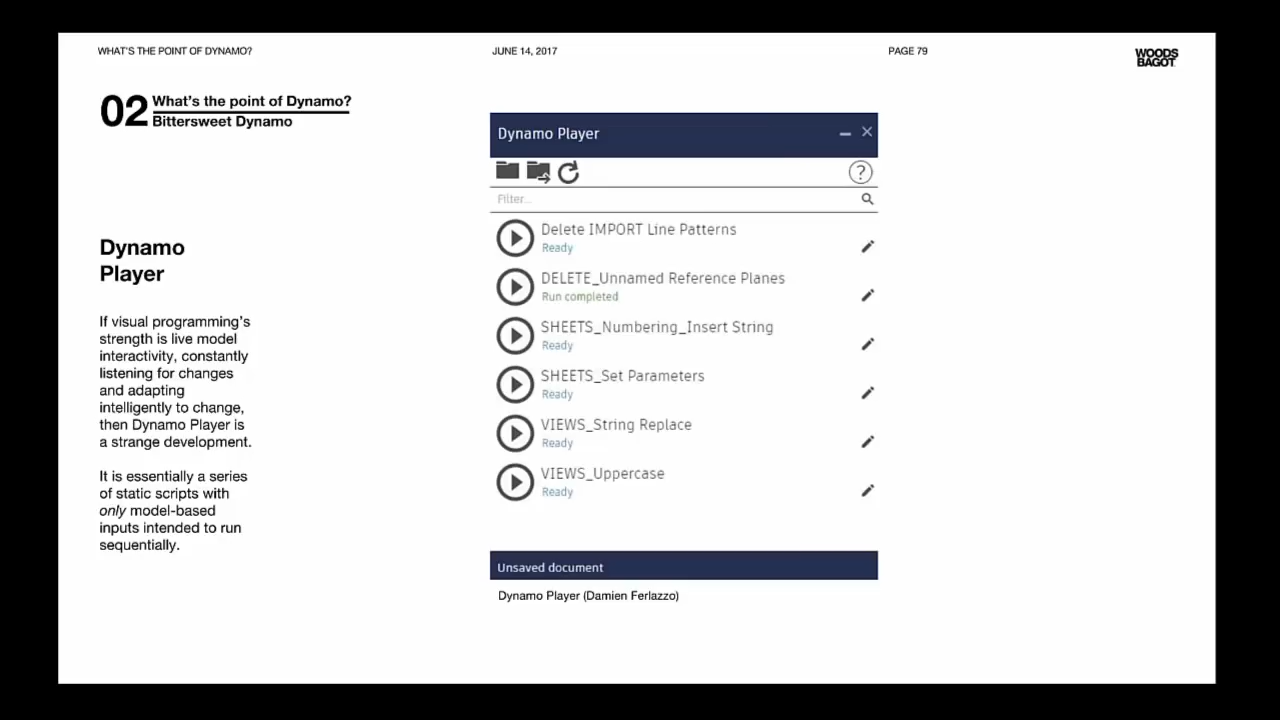 WHAT'S THE POINT OF DYNAMO?
JUNE 14, 2017
PAGE 79
WOODS
BAGOT
02
What's the point of Dynamo?
Bittersweet Dynamo
Dynamo
Player
If visual programming's
strength is live model
interactivity, constantly
listening for changes
and adapting
intelligently to change,
then Dynamo Player is
a strange development.
It is essentially a series
of static scripts with
only model-based
inputs intended to run
sequentially.
Dynamo Player
?
Filter...
Delete IMPORT Line Patterns
Ready
DELETE_Unnamed Reference Planes
Run completed
SHEETS_Numbering_Insert String
Ready
SHEETS_Set Parameters
Ready
VIEWS_String Replace
Ready
VIEWS_Uppercase
Ready
Unsaved document
Dynamo Player (Damien Ferlazzo)